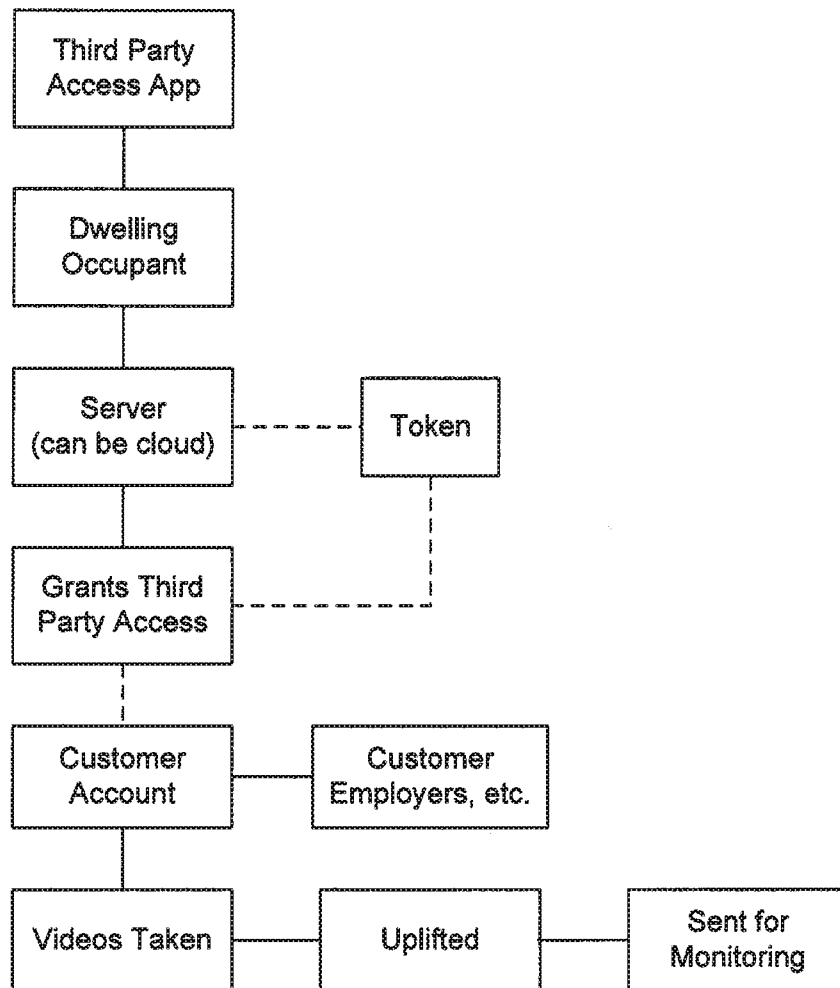 Third Party
Access App
Dwelling
Occupant
Server
(can be cloud)
Token
Grants Third
Party Access
Customer
Account
Customer
Employers, etc.
Videos Taken
Uplifted
Sent for
Monitoring